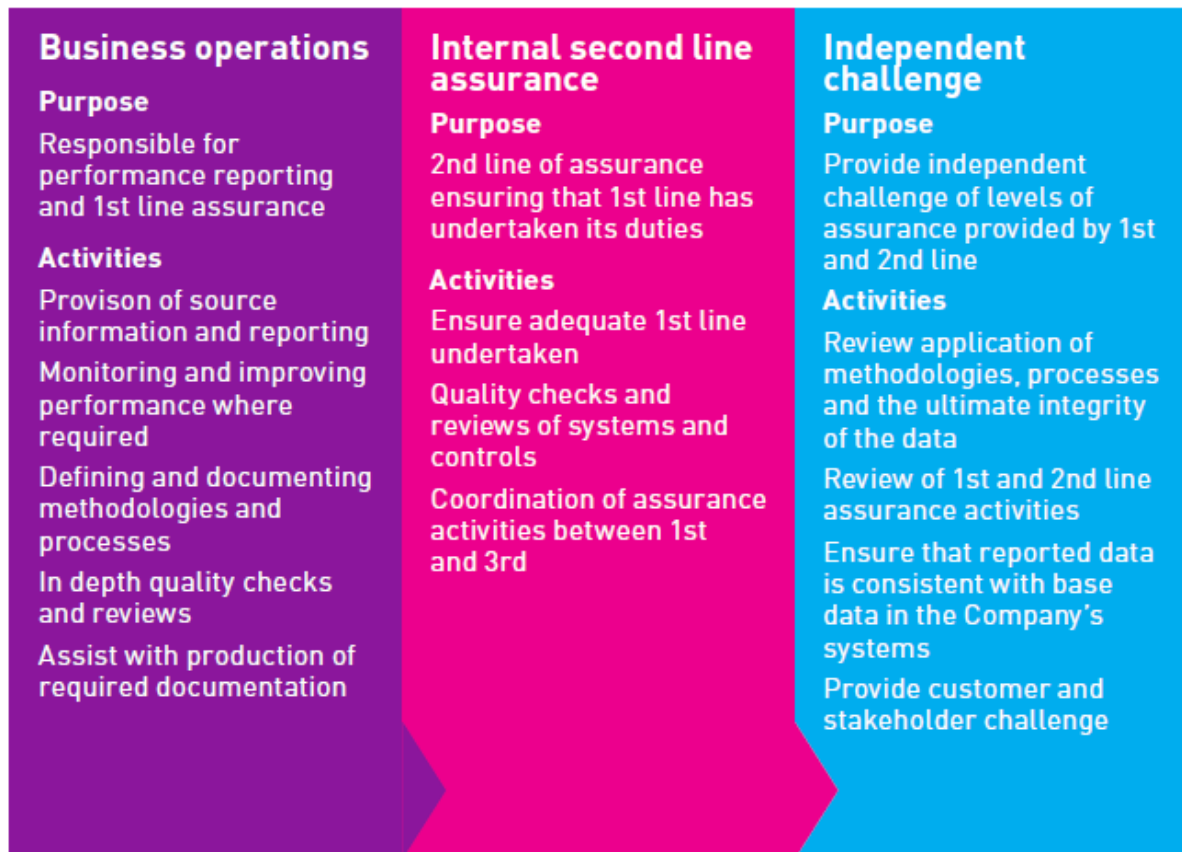 Business operations
Purpose
Responsible for
performance reporting
and 1st line assurance
Activities
Provison of source
information and reporting
Monitoring and improving
performance where
required
Defining and documenting
methodologies and
processes
In depth quality checks
and reviews
Assist with production of
required documentation
Internal second line
assurance
Purpose
2nd line of assurance
ensuring that 1st line has
undertaken its duties
Activities
Ensure adequate 1st line
undertaken
Quality checks and
reviews of systems and
controls
Coordination of assurance
activities between 1st
and 3rd
Independent
challenge
Purpose
Provide independent
challenge of levels of
assurance provided by 1st
and 2nd line
Activities
Review application of
methodologies, processes
and the ultimate integrity
of the data
Review of 1st and 2nd line
assurance activities
Ensure that reported data
is consistent with base
data in the Company's
systems
Provide customer and
stakeholder challenge